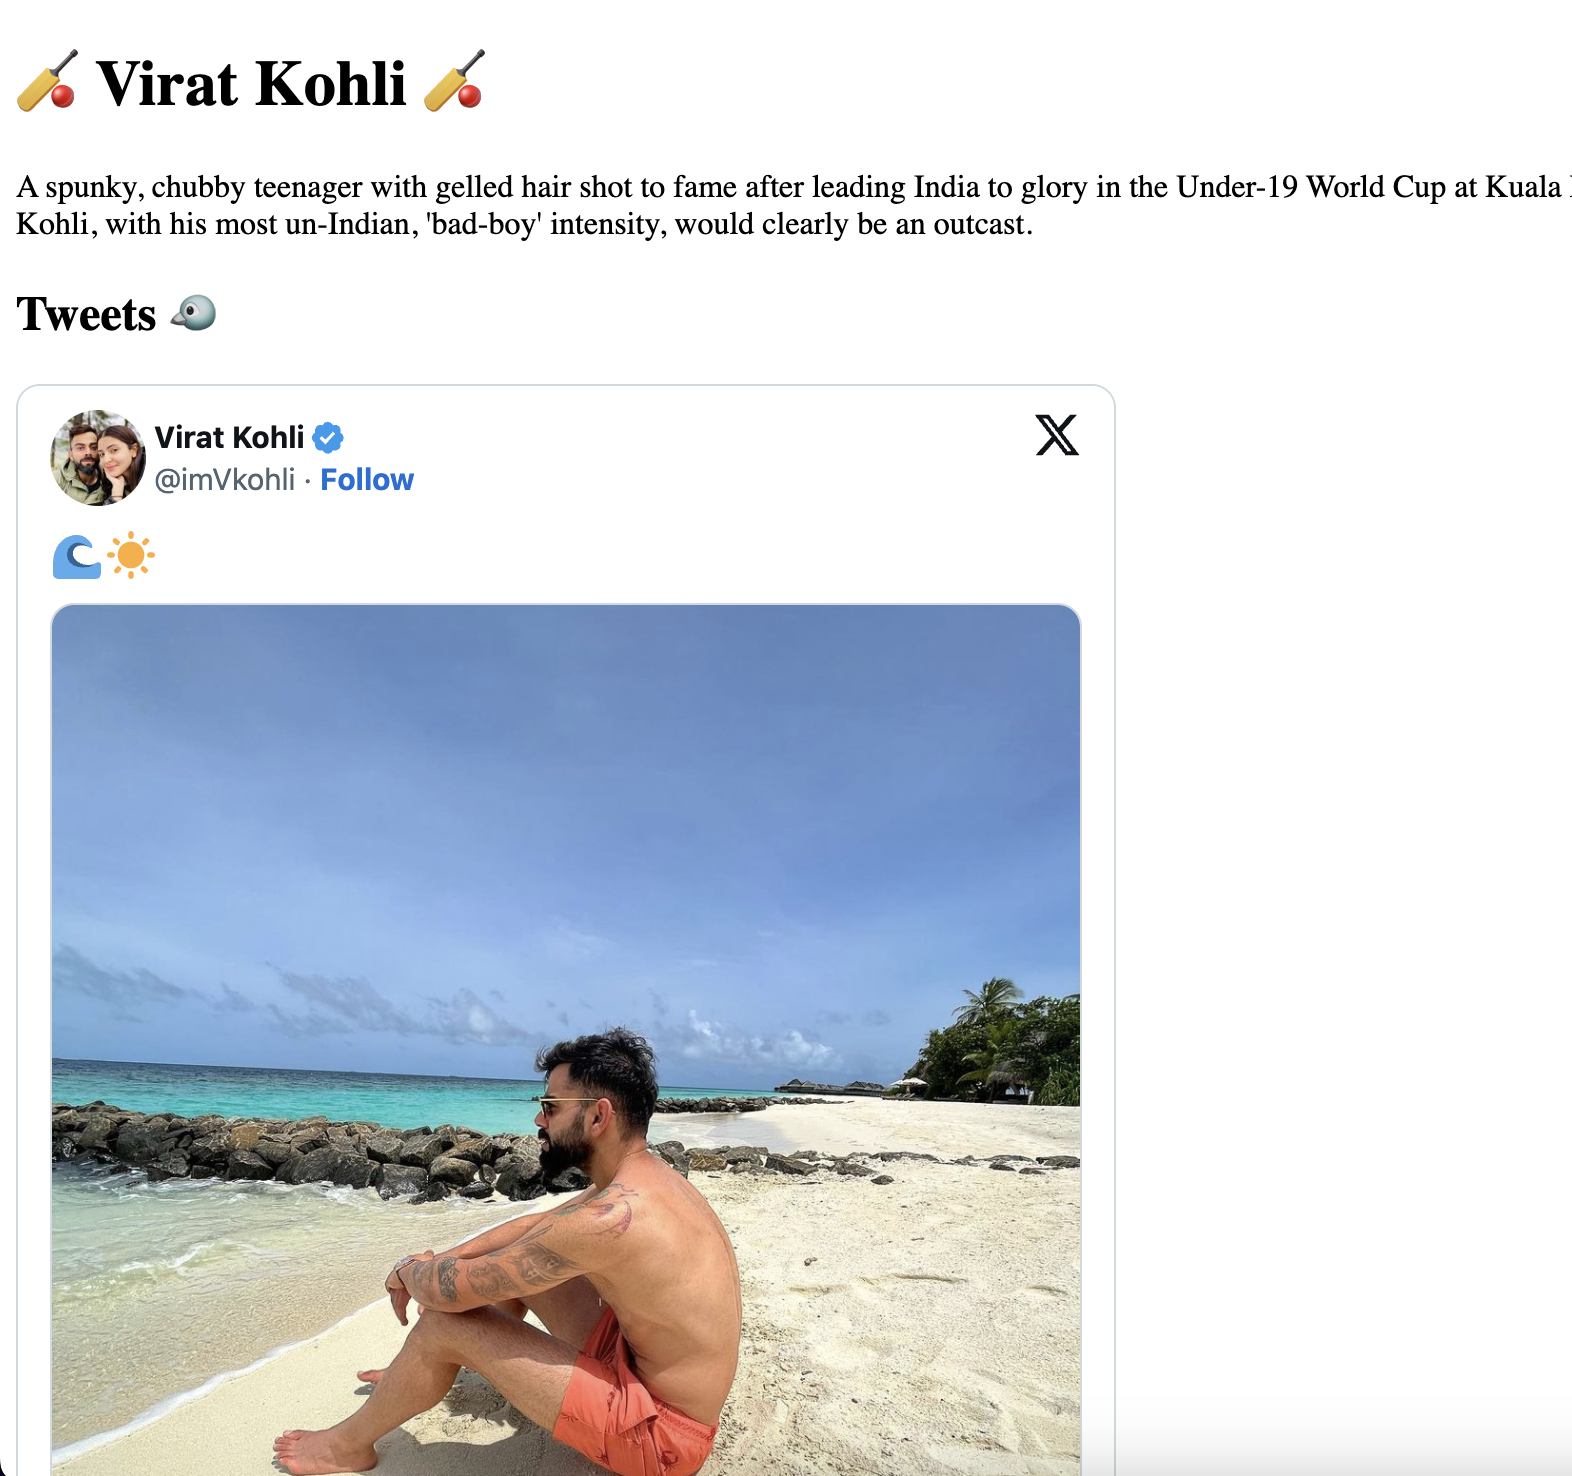 🏏 Virat Kohli 🏏
A spunky, chubby teenager with gelled hair shot to fame after leading India to glory in the Under-19 World Cup at Kuala
Kohli, with his most un-Indian, 'bad-boy' intensity, would clearly be an outcast.
Tweets 🐦
Virat Kohli
@imVkohli · Follow
🌊☀️